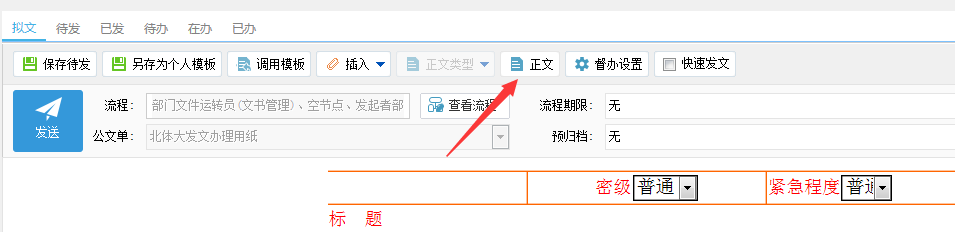 拟文 待发 已发 待办 在办 已办
保存待发 另存为个人模板 调用模板 插入 正文类型 正文 督办设置 快速发文
发送
流程: 部门文件运转员(文书管理)、空节点、发起者部 查看流程 流程期限: 无
公文单: 北体大发文办理用纸 预归档: 无
密级 普通 紧急程度 普通
标 题